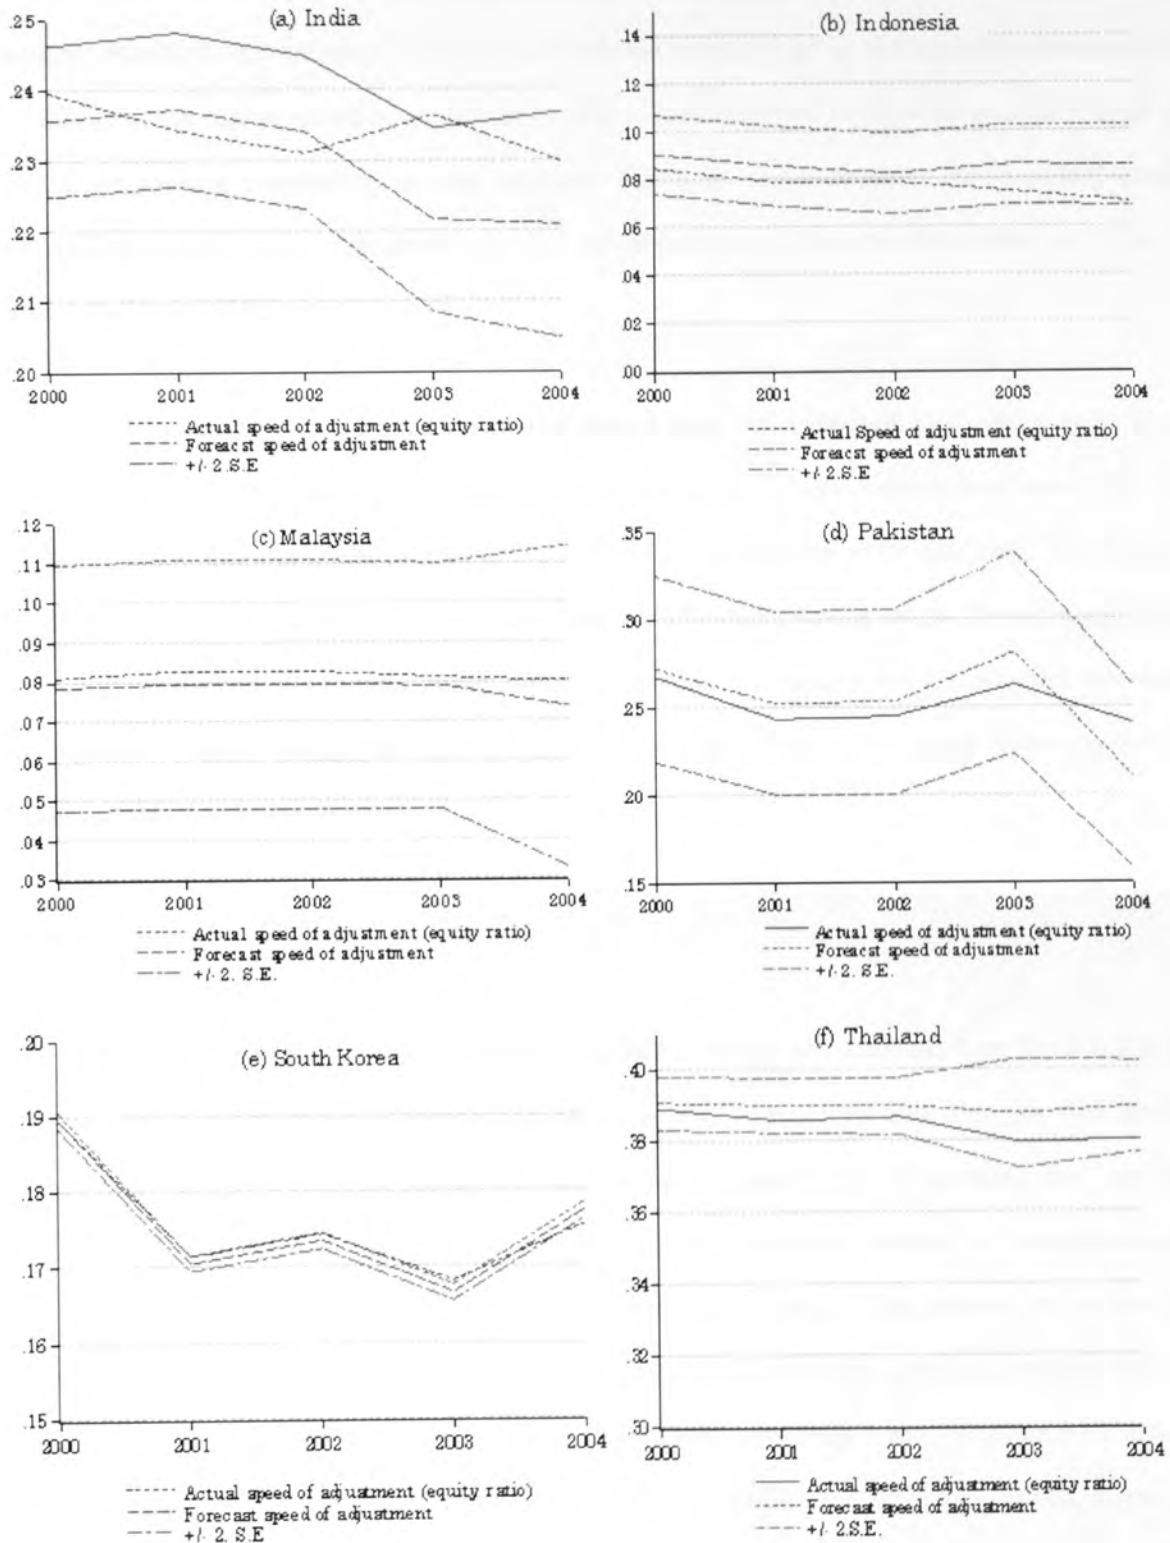 (a) India
.25
.24
.23
.22
.21
.20
2000 2001 2002 2003 2004
Actual speed of adjustment (equity ratio)
Foreacst speed of adjustment
+/- 2.S.E
(b) Indonesia
.14
.12
.10
.08
.06
.04
.02
.00
2000 2001 2002 2003 2004
Actual Speed of adjustment (equity ratio)
Foreacst speed of adjustment
+/- 2.S.E
(c) Malaysia
.12
.11
.10
.09
.08
.07
.06
.05
.04
.03
2000 2001 2002 2003 2004
Actual speed of adjustment (equity ratio)
Forecast speed of adjustment
+/- 2. S.E.
(d) Pakistan
.35
.30
.25
.20
.15
2000 2001 2002 2003 2004
Actual speed of adjustment (equity ratio)
Foreacst speed of adjustment
+/- 2. S.E.
(e) South Korea
.20
.19
.18
.17
.16
.15
2000 2001 2002 2003 2004
Actual speed of adjustment (equity ratio)
Forecast speed of adjustment
+/- 2. S.E
(f) Thailand
.40
.38
.36
.34
.32
.30
2000 2001 2002 2003 2004
Actual speed of adjustment (equity ratio)
Forecast speed of adjustment
+/- 2.S.E.